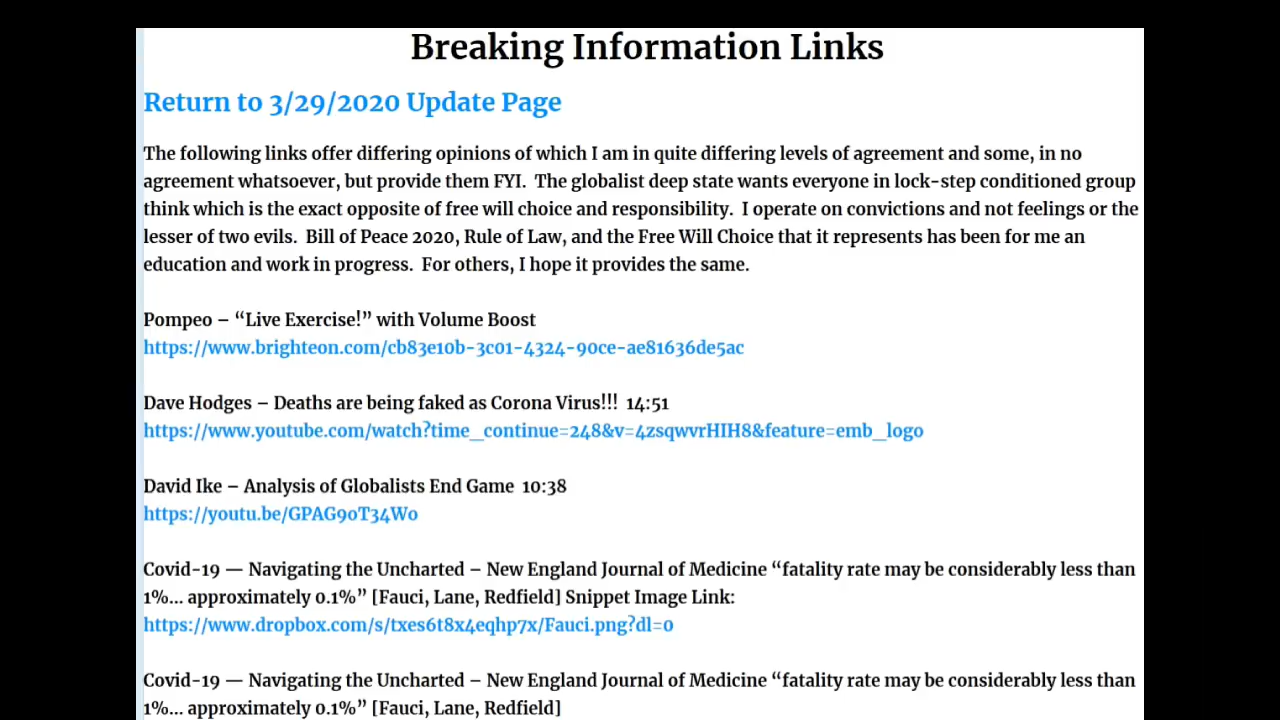 Breaking Information Links
Return to 3/29/2020 Update Page
The following links offer differing opinions of which I am in quite differing levels of agreement and some, in no
agreement whatsoever, but provide them FYI.  The globalist deep state wants everyone in lock-step conditioned group
think which is the exact opposite of free will choice and responsibility.  I operate on convictions and not feelings or the
lesser of two evils.  Bill of Peace 2020, Rule of Law, and the Free Will Choice that it represents has been for me an
education and work in progress.  For others, I hope it provides the same.
Pompeo – “Live Exercise!” with Volume Boost
https://www.brighteon.com/cb83e10b-3c01-4324-90ce-ae81636de5ac
Dave Hodges – Deaths are being faked as Corona Virus!!!  14:51
https://www.youtube.com/watch?time_continue=248&v=4zsqwvrHIH8&feature=emb_logo
David Ike – Analysis of Globalists End Game  10:38
https://youtu.be/GPAG9oT34Wo
Covid-19 — Navigating the Uncharted – New England Journal of Medicine “fatality rate may be considerably less than
1%… approximately 0.1%” [Fauci, Lane, Redfield] Snippet Image Link:
https://www.dropbox.com/s/txes6t8x4eqhp7x/Fauci.png?dl=0
Covid-19 — Navigating the Uncharted – New England Journal of Medicine “fatality rate may be considerably less than
1%… approximately 0.1%” [Fauci, Lane, Redfield]